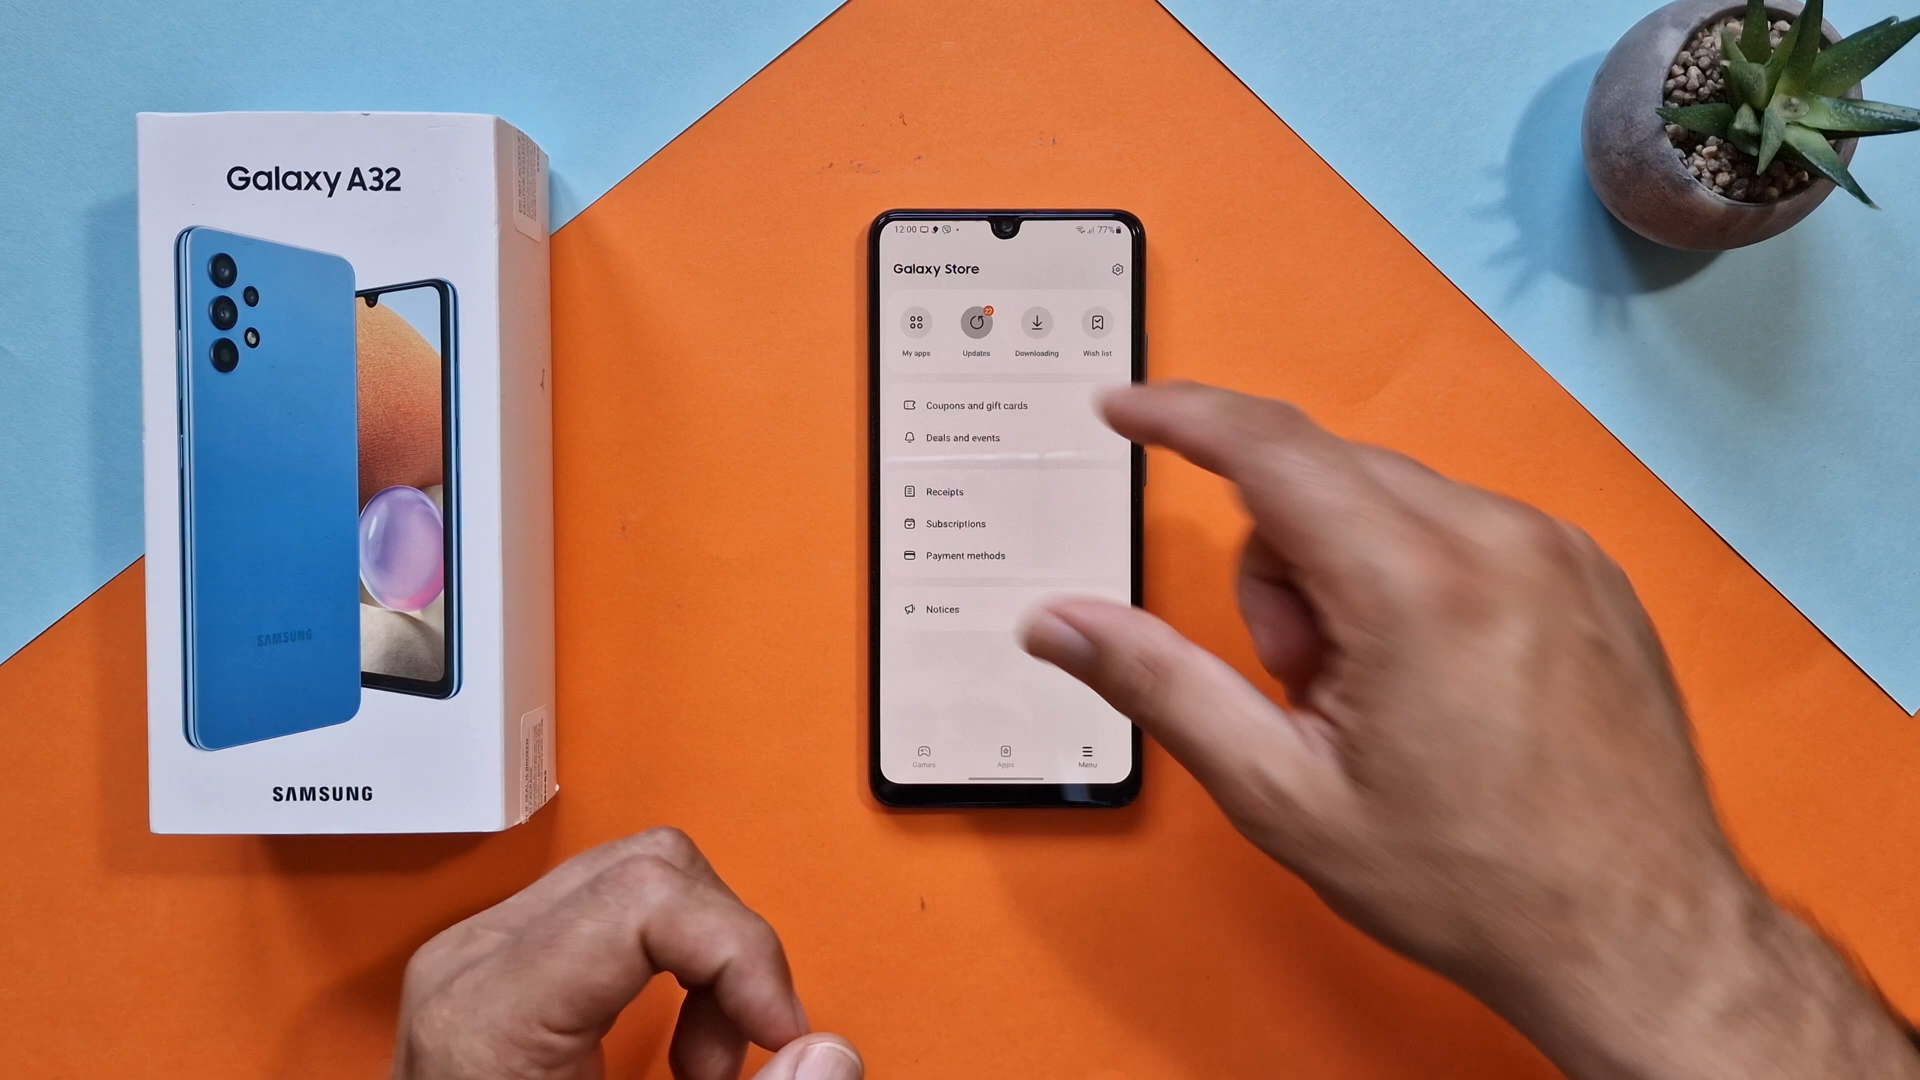 Galaxy A32
SAMSUNG
SAMSUNG
12:00
77%
Galaxy Store
22
My apps
Updates
Downloading
Wish list
Coupons and gift cards
Deals and events
Receipts
Subscriptions
Payment methods
Notices
Games
Apps
Menu